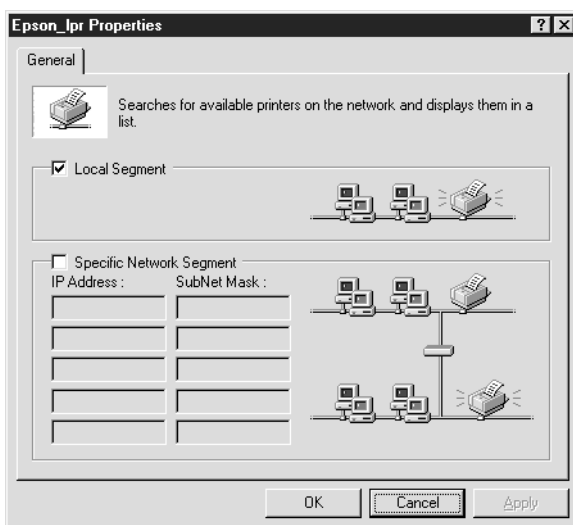 Epson_lpr Properties
General
Searches for available printers on the network and displays them in a
list.
Local Segment
Specific Network Segment
IP Address : SubNet Mask :
OK Cancel Apply